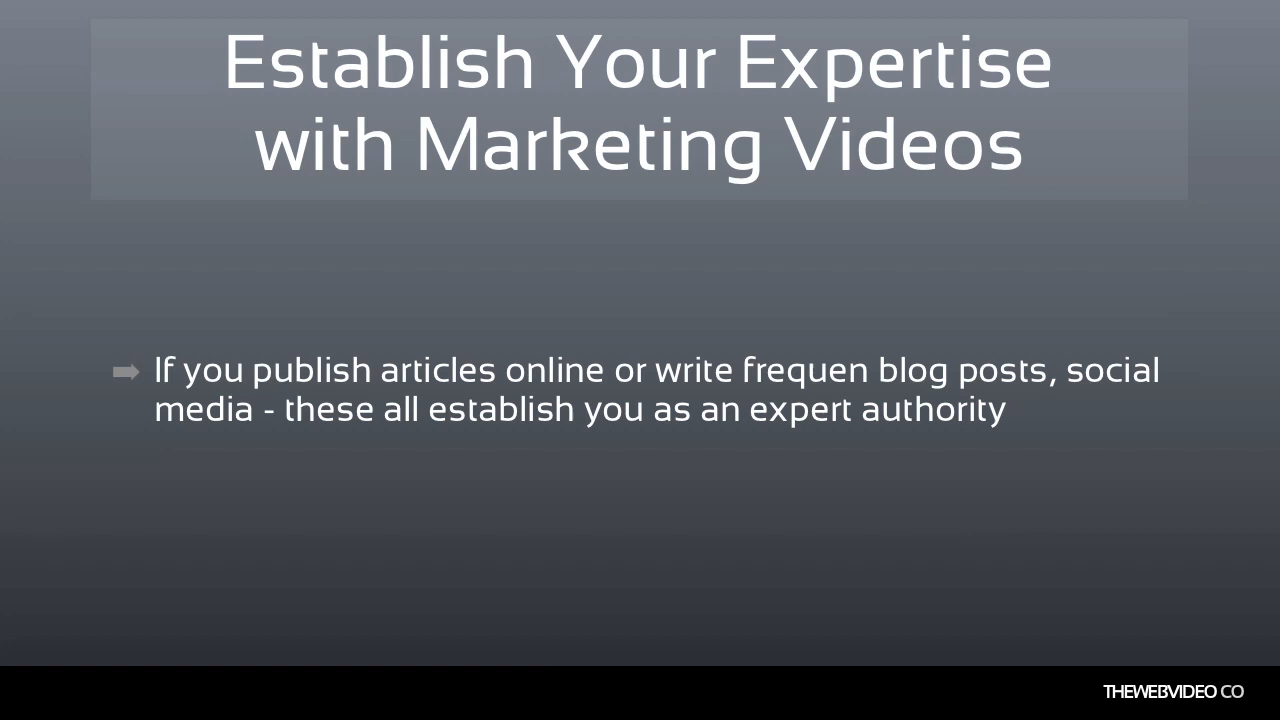 Establish Your Expertise
with Marketing Videos
If you publish articles online or write frequen blog posts, social
media - these all establish you as an expert authority
THEWEBVIDEO CO